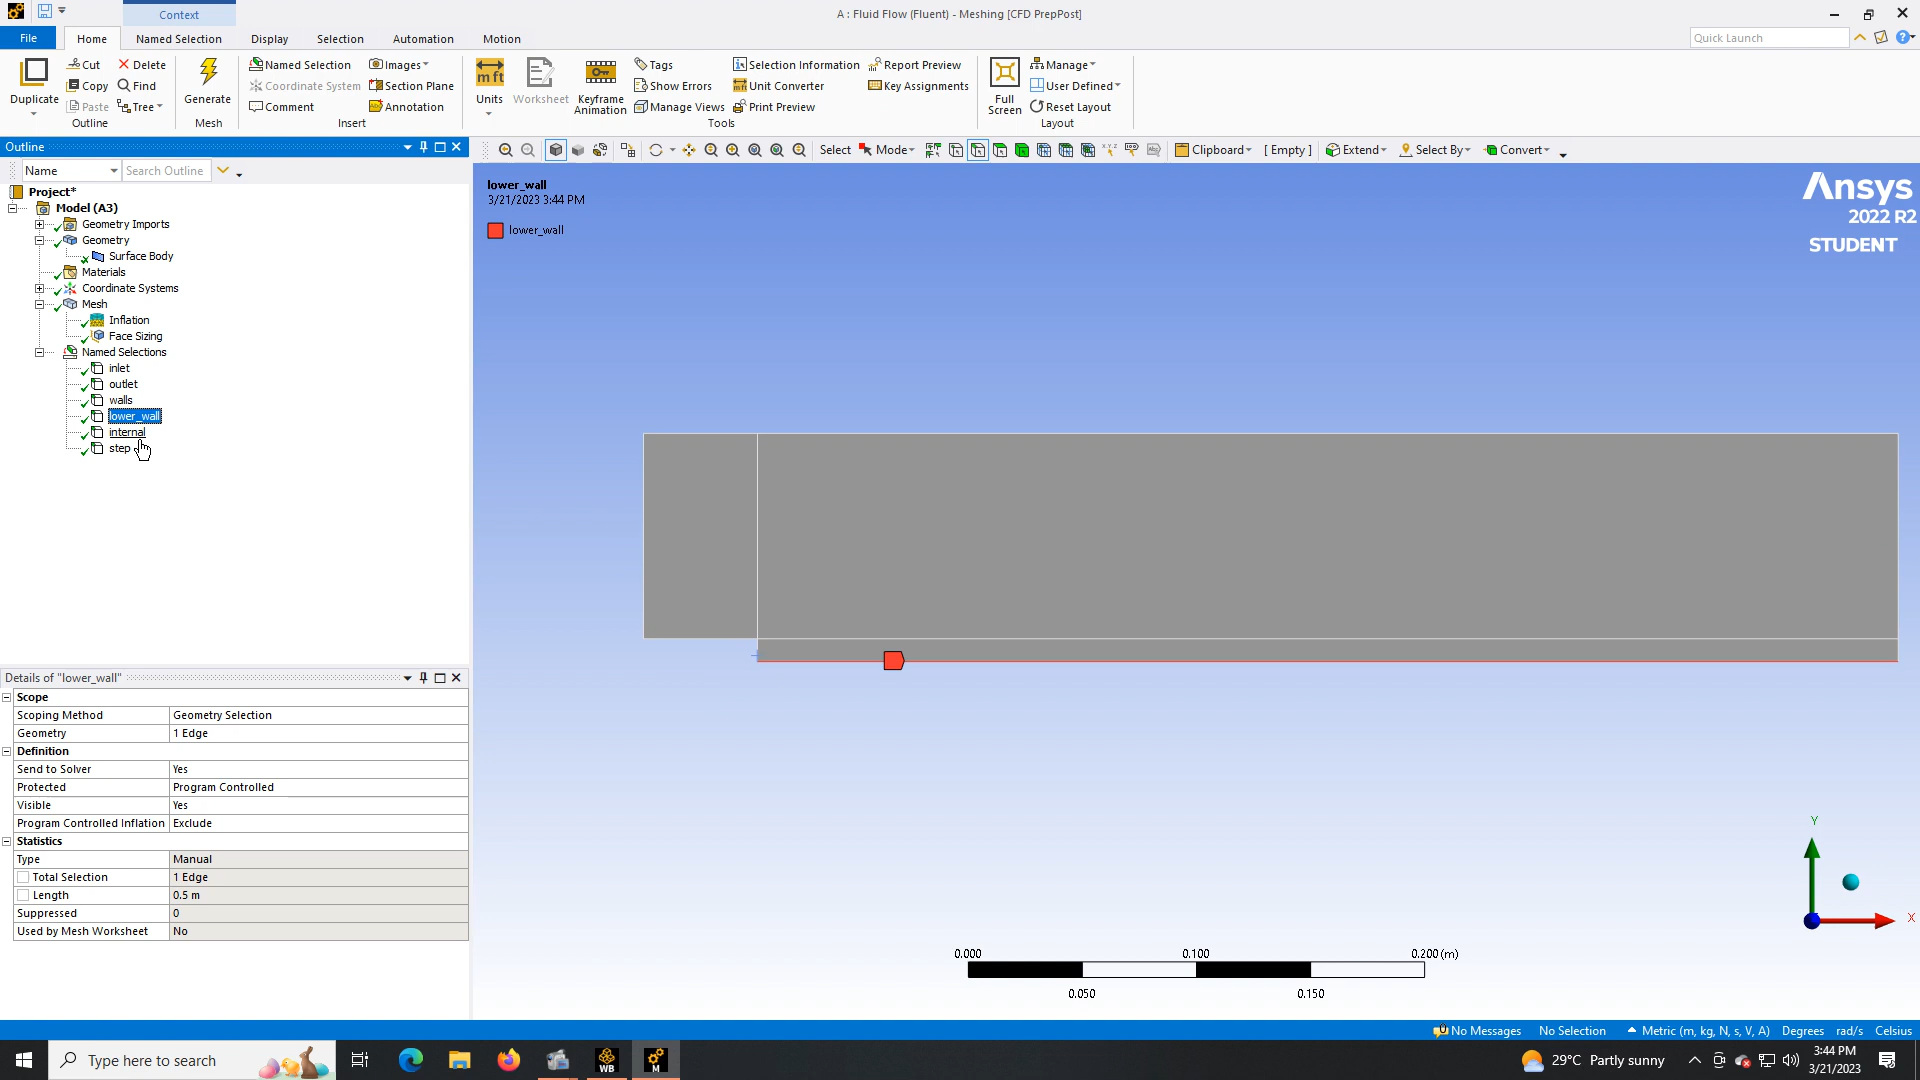 Context
A : Fluid Flow (Fluent) - Meshing [CFD PrepPost]
File
Home
Named Selection
Display
Selection
Automation
Motion
Quick Launch
Duplicate
Cut
Delete
Copy
Find
Paste
Tree
Outline
Generate
Mesh
Named Selection
Images
Coordinate System
Section Plane
Comment
Annotation
Insert
mft
Units
Worksheet
Keyframe
Animation
Tags
Show Errors
Manage Views
Selection Information
Unit Converter
Print Preview
Report Preview
Key Assignments
Tools
Full
Screen
Manage
User Defined
Reset Layout
Layout
Outline
Name
Search Outline
Select
Mode
Clipboard
[ Empty ]
Extend
Select By
Convert
Project*
Model (A3)
Geometry Imports
Geometry
Surface Body
Materials
Coordinate Systems
Mesh
Inflation
Face Sizing
Named Selections
inlet
outlet
walls
lower_wall
internal
step
lower_wall
3/21/2023 3:44 PM
lower_wall
Ansys
2022 R2
STUDENT
Details of "lower_wall"
Scope
Scoping Method Geometry Selection
Geometry 1 Edge
Definition
Send to Solver Yes
Protected Program Controlled
Visible Yes
Program Controlled Inflation Exclude
Statistics
Type Manual
Total Selection 1 Edge
Length 0.5 m
Suppressed 0
Used by Mesh Worksheet No
Y
X
0.000 0.100 0.200 (m)
0.050 0.150
No Messages
No Selection
Metric (m, kg, N, s, V, A) Degrees rad/s Celsius
Type here to search
WB
M
29°C Partly sunny
3:44 PM
3/21/2023